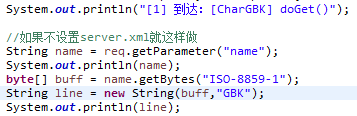 System.out.println("[1] 到达：[CharGBK] doGet()");
//如果不设置server.xml就这样做
String name = req.getParameter("name");
System.out.println(name);
byte[] buff = name.getBytes("ISO-8859-1");
String line = new String(buff,"GBK");
System.out.println(line);